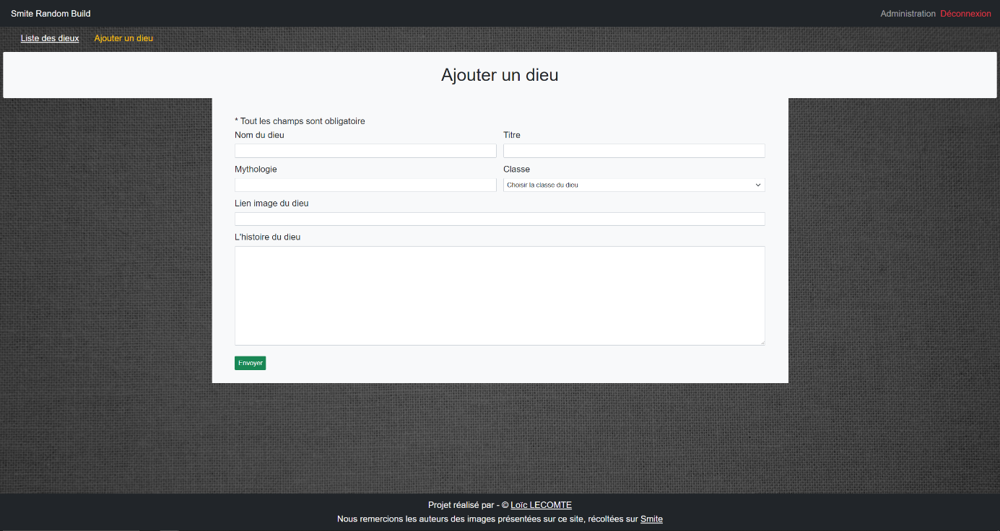 Smite Random Build Administration Déconnexion
Liste des dieux Ajouter un dieu
Ajouter un dieu
* Tout les champs sont obligatoire
Nom du dieu Titre
Mythologie Classe
Choisir la classe du dieu
Lien image du dieu
L'histoire du dieu
Envoyer
Projet réalisé par - © Loïc LECOMTE
Nous remercions les auteurs des images présentées sur ce site, récoltées sur Smite